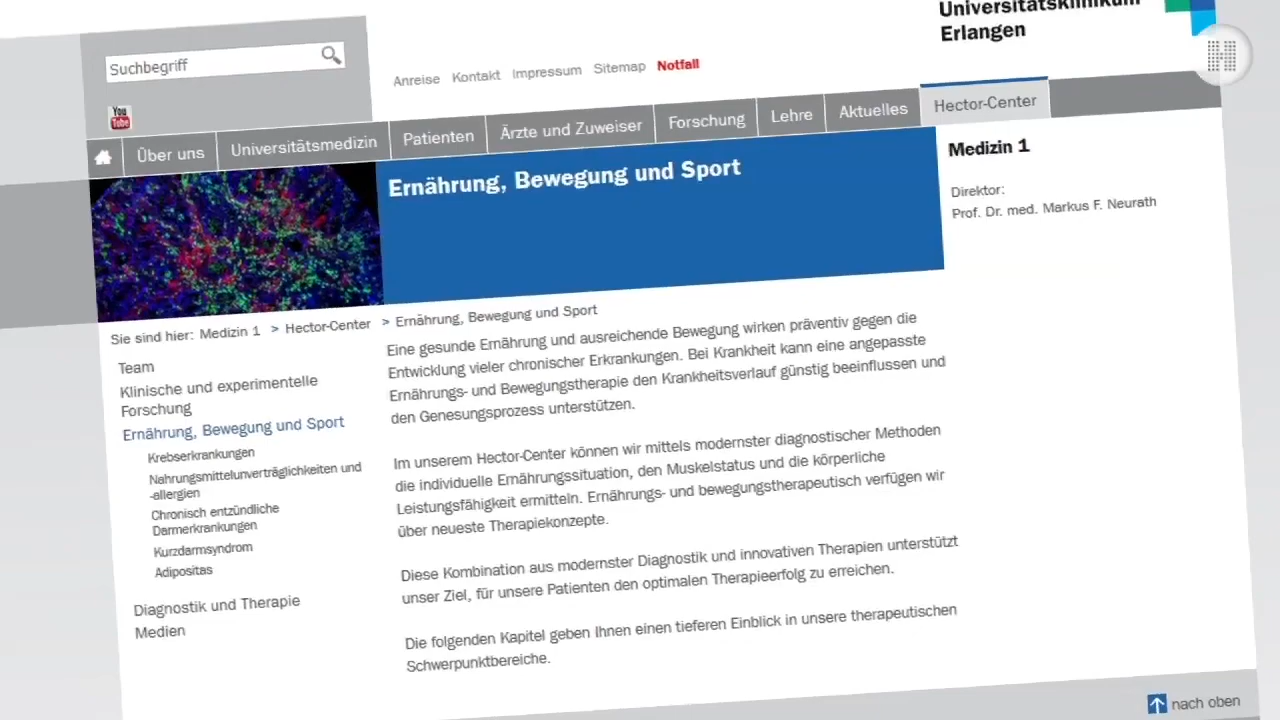 Universitätsklinikum
Erlangen
Suchbegriff
Anreise Kontakt Impressum Sitemap Notfall
You
Tube
Über uns Universitätsmedizin Patienten Ärzte und Zuweiser Forschung Lehre Aktuelles Hector-Center
Ernährung, Bewegung und Sport
Medizin 1
Direktor:
Prof. Dr. med. Markus F. Neurath
Sie sind hier: Medizin 1 > Hector-Center > Ernährung, Bewegung und Sport
Team
Klinische und experimentelle
Forschung
Ernährung, Bewegung und Sport
Krebserkrankungen
Nahrungsmittelunverträglichkeiten und
-allergien
Chronisch entzündliche
Darmerkrankungen
Kurzdarmsyndrom
Adipositas
Diagnostik und Therapie
Medien
Eine gesunde Ernährung und ausreichende Bewegung wirken präventiv gegen die
Entwicklung vieler chronischer Erkrankungen. Bei Krankheit kann eine angepasste
Ernährungs- und Bewegungstherapie den Krankheitsverlauf günstig beeinflussen und
den Genesungsprozess unterstützen.
Im unserem Hector-Center können wir mittels modernster diagnostischer Methoden
die individuelle Ernährungssituation, den Muskelstatus und die körperliche
Leistungsfähigkeit ermitteln. Ernährungs- und bewegungstherapeutisch verfügen wir
über neueste Therapiekonzepte.
Diese Kombination aus modernster Diagnostik und innovativen Therapien unterstützt
unser Ziel, für unsere Patienten den optimalen Therapieerfolg zu erreichen.
Die folgenden Kapitel geben Ihnen einen tieferen Einblick in unsere therapeutischen
Schwerpunktbereiche.
nach oben